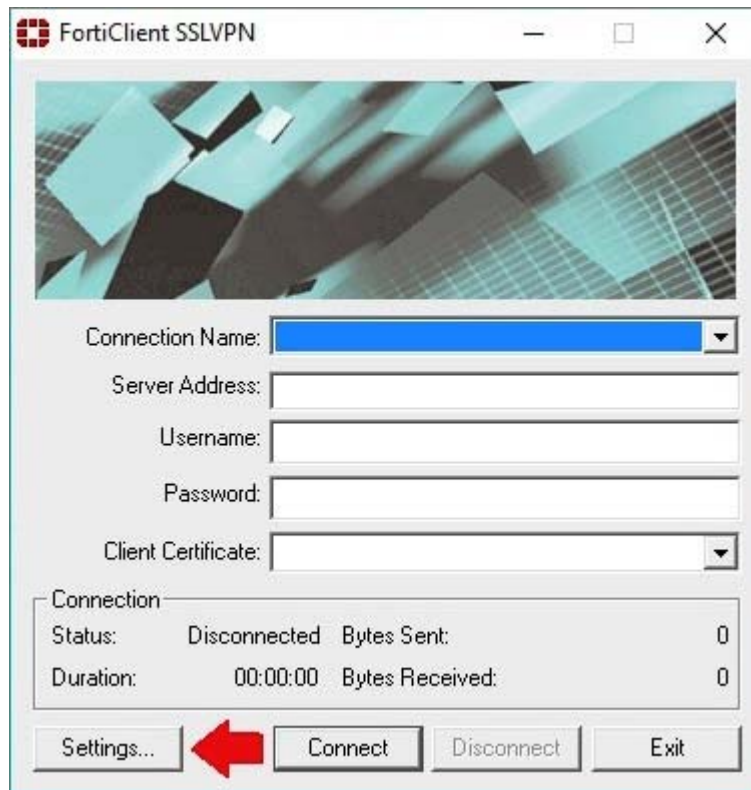 FortiClient SSLVPN
Connection Name:
Server Address:
Username:
Password:
Client Certificate:
Connection
Status: Disconnected Bytes Sent: 0
Duration: 00:00:00 Bytes Received: 0
Settings... Connect Disconnect Exit